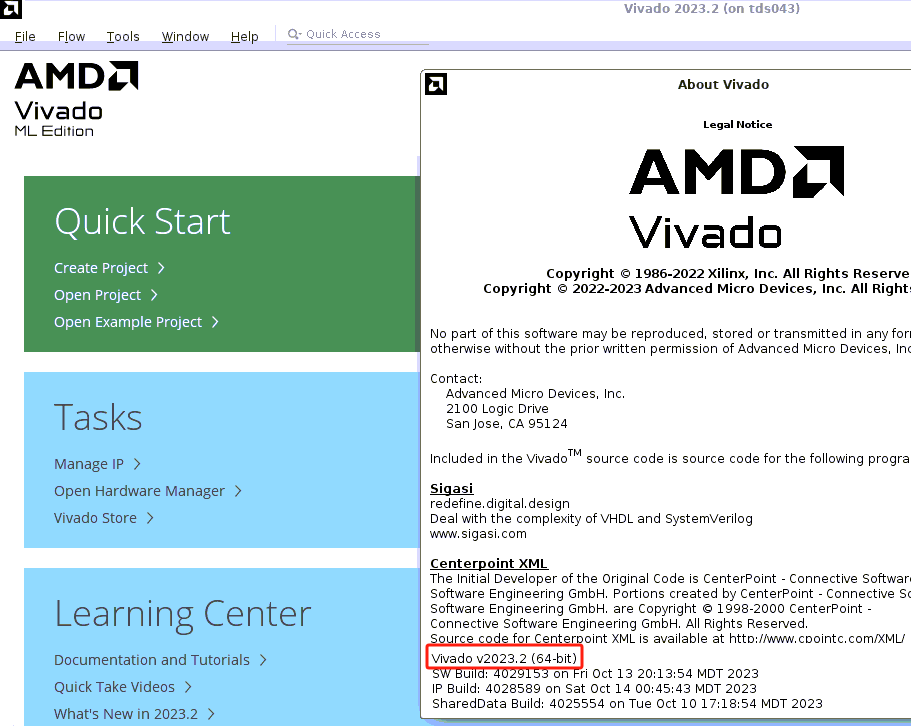 Vivado 2023.2 (on tds043)
File Flow Tools Window Help Quick Access
AMD
Vivado
ML Edition
Quick Start
Create Project
Open Project
Open Example Project
Tasks
Manage IP
Open Hardware Manager
Vivado Store
Learning Center
Documentation and Tutorials
Quick Take Videos
What's New in 2023.2
About Vivado
Legal Notice
AMD
Vivado
Copyright © 1986-2022 Xilinx, Inc. All Rights Reserve
Copyright © 2022-2023 Advanced Micro Devices, Inc. All Rights
No part of this software may be reproduced, stored or transmitted in any for
otherwise without the prior written permission of Advanced Micro Devices, Inc
Contact:
Advanced Micro Devices, Inc.
2100 Logic Drive
San Jose, CA 95124
Included in the Vivado™ source code is source code for the following progra
Sigasi
redefine.digital.design
Deal with the complexity of VHDL and SystemVerilog
www.sigasi.com
Centerpoint XML
The Initial Developer of the Original Code is CenterPoint - Connective Softwar
Software Engineering GmbH. Portions created by CenterPoint - Connective So
Software Engineering GmbH. are Copyright © 1998-2000 CenterPoint -
Connective Software Engineering GmbH. All Rights Reserved.
Source code for Centerpoint XML is available at http://www.cpointc.com/XML/
Vivado v2023.2 (64-bit)
SW Build: 4029153 on Fri Oct 13 20:13:54 MDT 2023
IP Build: 4028589 on Sat Oct 14 00:45:43 MDT 2023
SharedData Build: 4025554 on Tue Oct 10 17:18:54 MDT 2023